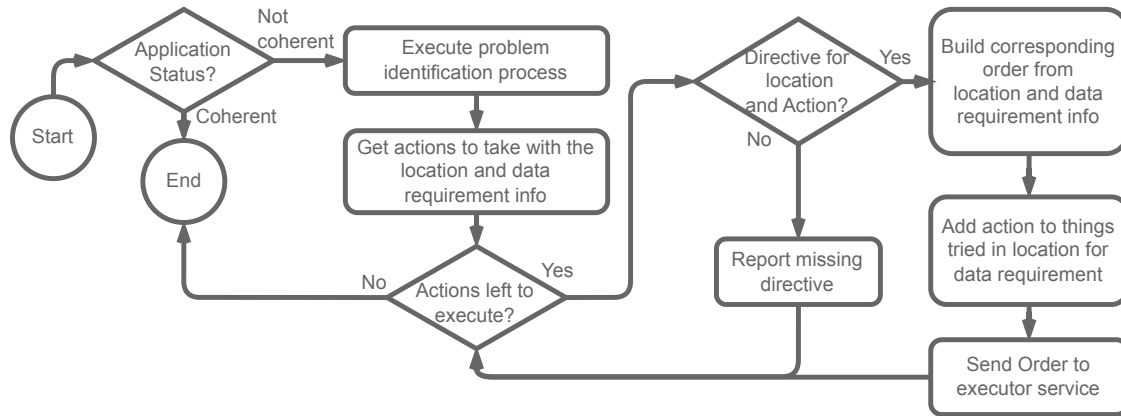 Start
Application
Status?
Not
coherent
Coherent
End
Execute problem
identification process
Get actions to take with the
location and data
requirement info
Actions left to
execute?
No
Yes
Directive for
location
and Action?
Yes
No
Report missing
directive
Build corresponding
order from
location and data
requirement info
Add action to things
tried in location for
data requirement
Send Order to
executor service